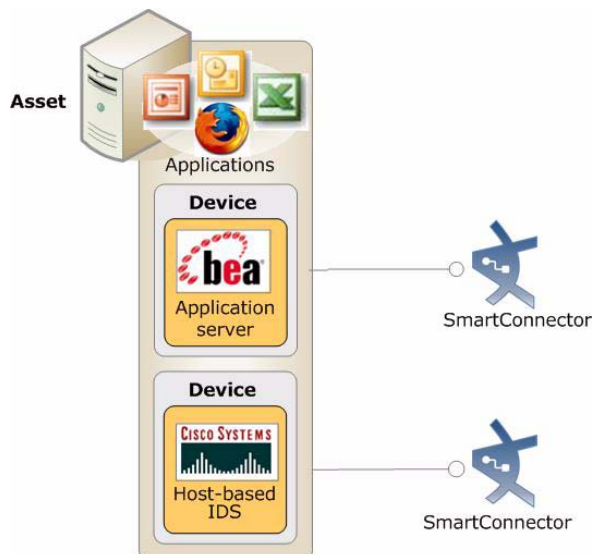 Asset
Applications
Device
bea
Application
server
SmartConnector
Device
CISCO SYSTEMS
Host-based
IDS
SmartConnector